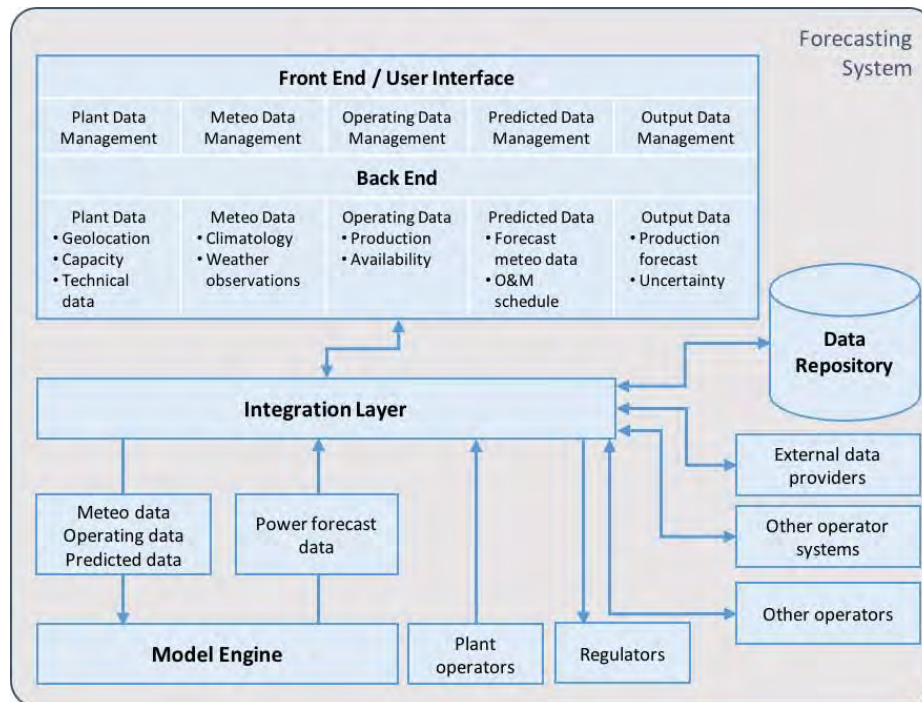 Forecasting
System
Front End / User Interface
Plant Data
Management
Meteo Data
Management
Operating Data
Management
Predicted Data
Management
Output Data
Management
Back End
Plant Data
• Geolocation
• Capacity
• Technical
data
Meteo Data
• Climatology
• Weather
observations
Operating Data
• Production
• Availability
Predicted Data
• Forecast
meteo data
• O&M
schedule
Output Data
• Production
forecast
• Uncertainty
Data
Repository
Integration Layer
External data
providers
Meteo data
Operating data
Predicted data
Power forecast
data
Other operator
systems
Other operators
Model Engine
Plant
operators
Regulators